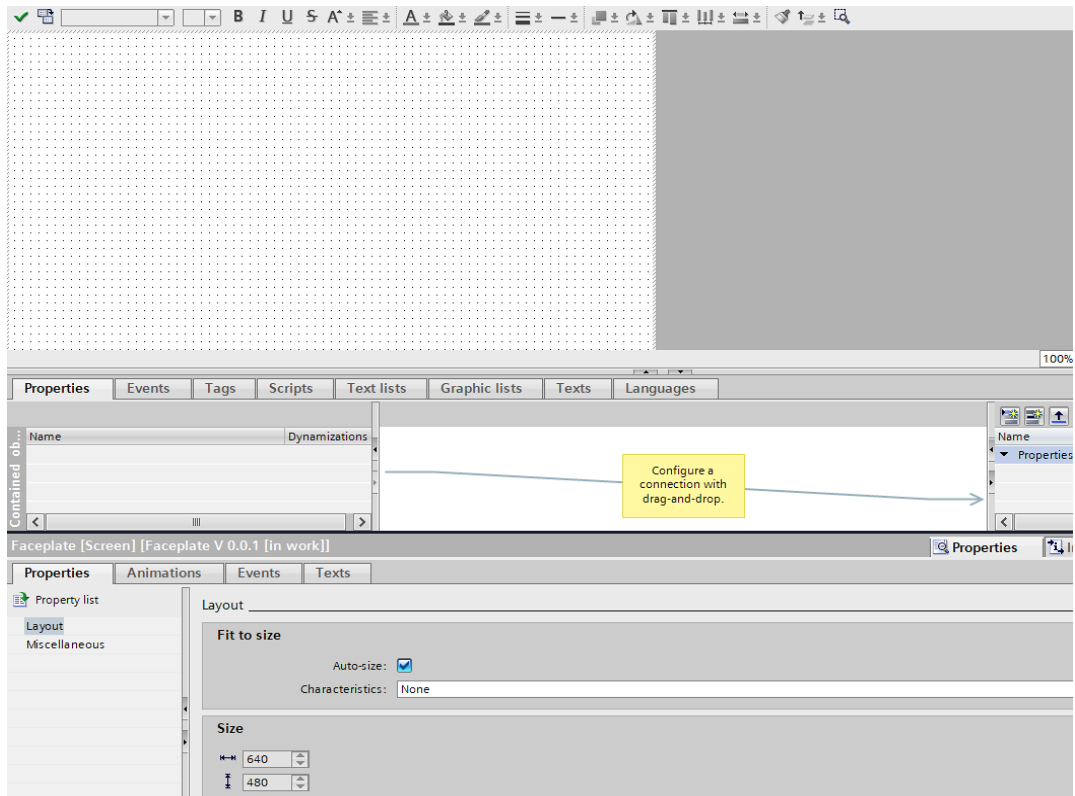 B I U S A
A
100%
Properties Events Tags Scripts Text lists Graphic lists Texts Languages
Contained ob...
Name Dynamizations
Name
Properties
Configure a
connection with
drag-and-drop.
Faceplate [Screen] [Faceplate V 0.0.1 [in work]]
Properties
Properties Animations Events Texts
Property list
Layout
Miscellaneous
Layout
Fit to size
Auto-size:
Characteristics: None
Size
640
480